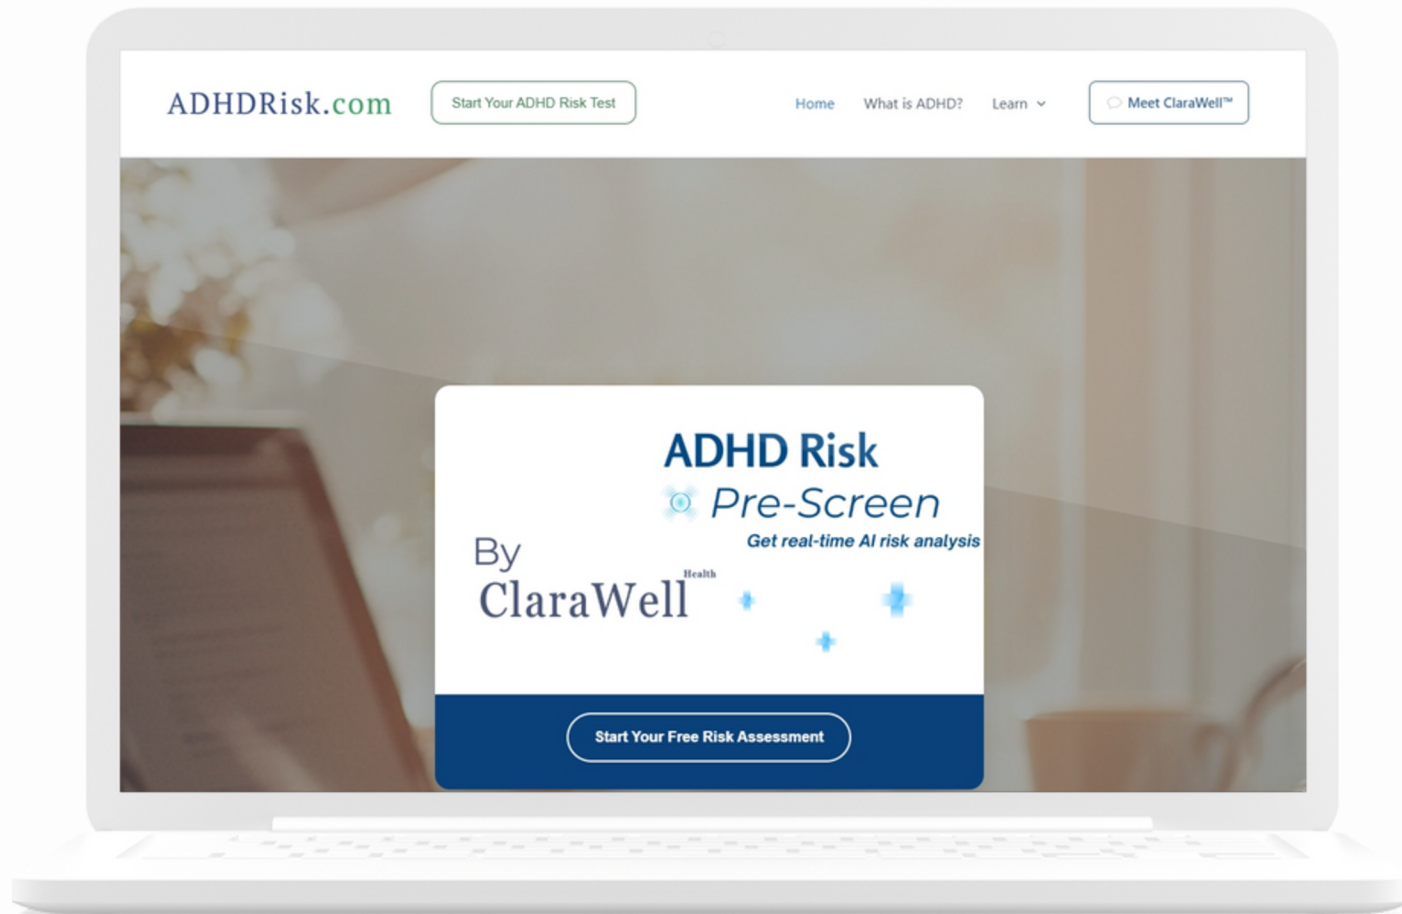 ADHDRisk.com
Start Your ADHD Risk Test
Home
What is ADHD?
Learn
Meet ClaraWell™
ADHD Risk
Pre-Screen
Get real-time AI risk analysis
By
ClaraWell
Health
Start Your Free Risk Assessment